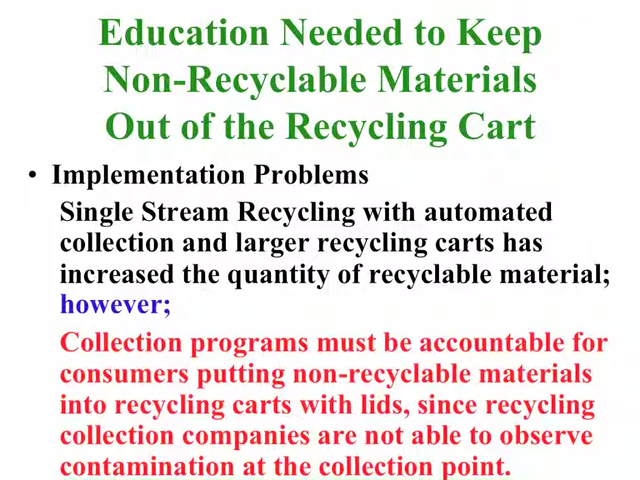 Education Needed to Keep
Non-Recyclable Materials
Out of the Recycling Cart
• Implementation Problems
Single Stream Recycling with automated
collection and larger recycling carts has
increased the quantity of recyclable material;
however;
Collection programs must be accountable for
consumers putting non-recyclable materials
into recycling carts with lids, since recycling
collection companies are not able to observe
contamination at the collection point.